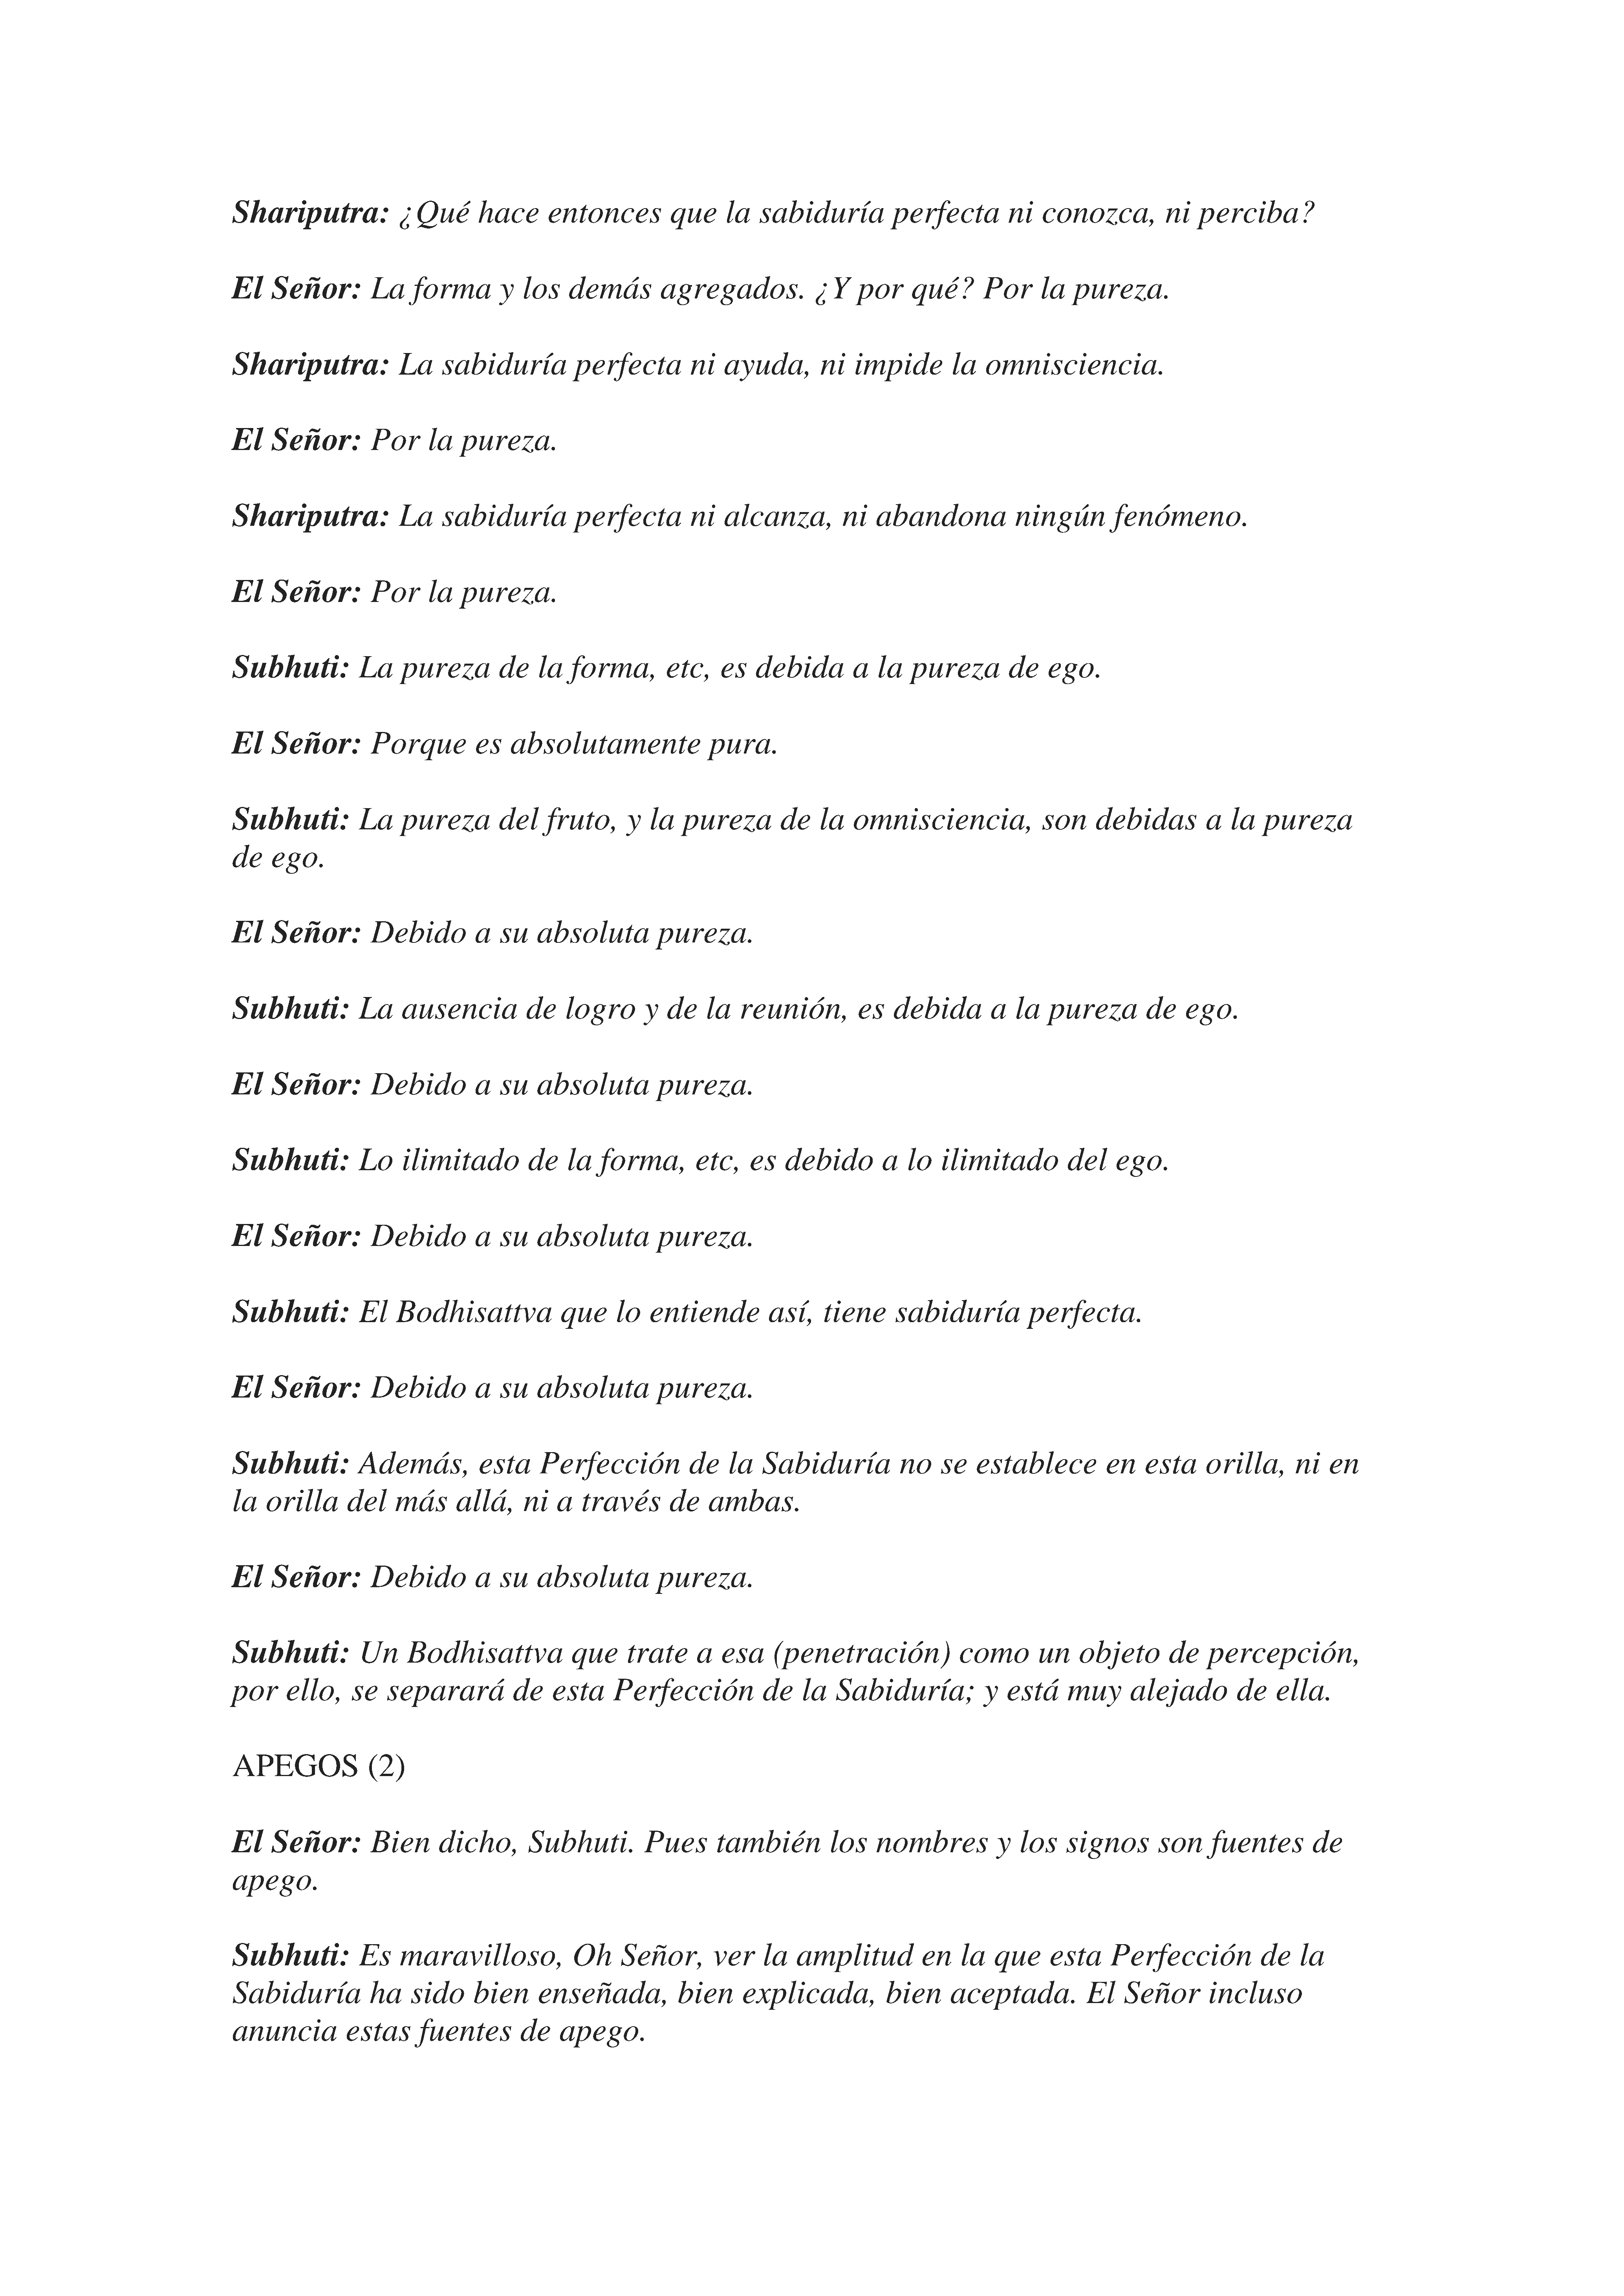 Shariputra: ¿Qué hace entonces que la sabiduría perfecta ni conozca, ni perciba?
El Señor: La forma y los demás agregados. ¿Y por qué? Por la pureza.
Shariputra: La sabiduría perfecta ni ayuda, ni impide la omnisciencia.
El Señor: Por la pureza.
Shariputra: La sabiduría perfecta ni alcanza, ni abandona ningún fenómeno.
El Señor: Por la pureza.
Subhuti: La pureza de la forma, etc, es debida a la pureza de ego.
El Señor: Porque es absolutamente pura.
Subhuti: La pureza del fruto, y la pureza de la omnisciencia, son debidas a la pureza
de ego.
El Señor: Debido a su absoluta pureza.
Subhuti: La ausencia de logro y de la reunión, es debida a la pureza de ego.
El Señor: Debido a su absoluta pureza.
Subhuti: Lo ilimitado de la forma, etc, es debido a lo ilimitado del ego.
El Señor: Debido a su absoluta pureza.
Subhuti: El Bodhisattva que lo entiende así, tiene sabiduría perfecta.
El Señor: Debido a su absoluta pureza.
Subhuti: Además, esta Perfección de la Sabiduría no se establece en esta orilla, ni en
la orilla del más allá, ni a través de ambas.
El Señor: Debido a su absoluta pureza.
Subhuti: Un Bodhisattva que trate a esa (penetración) como un objeto de percepción,
por ello, se separará de esta Perfección de la Sabiduría; y está muy alejado de ella.
APEGOS (2)
El Señor: Bien dicho, Subhuti. Pues también los nombres y los signos son fuentes de
apego.
Subhuti: Es maravilloso, Oh Señor, ver la amplitud en la que esta Perfección de la
Sabiduría ha sido bien enseñada, bien explicada, bien aceptada. El Señor incluso
anuncia estas fuentes de apego.